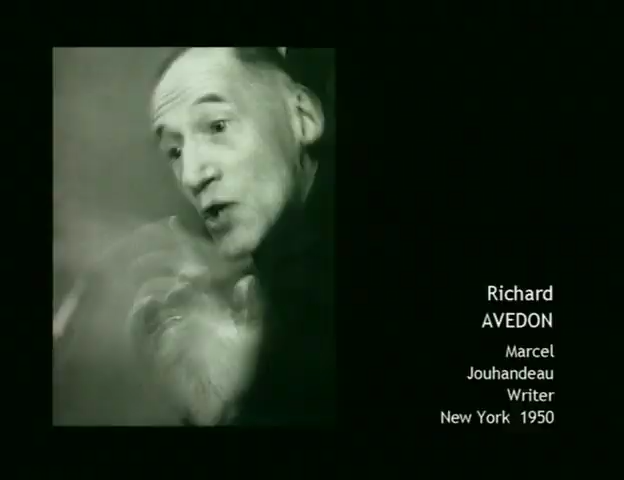 Richard
AVEDON
Marcel
Jouhandeau
Writer
New York 1950